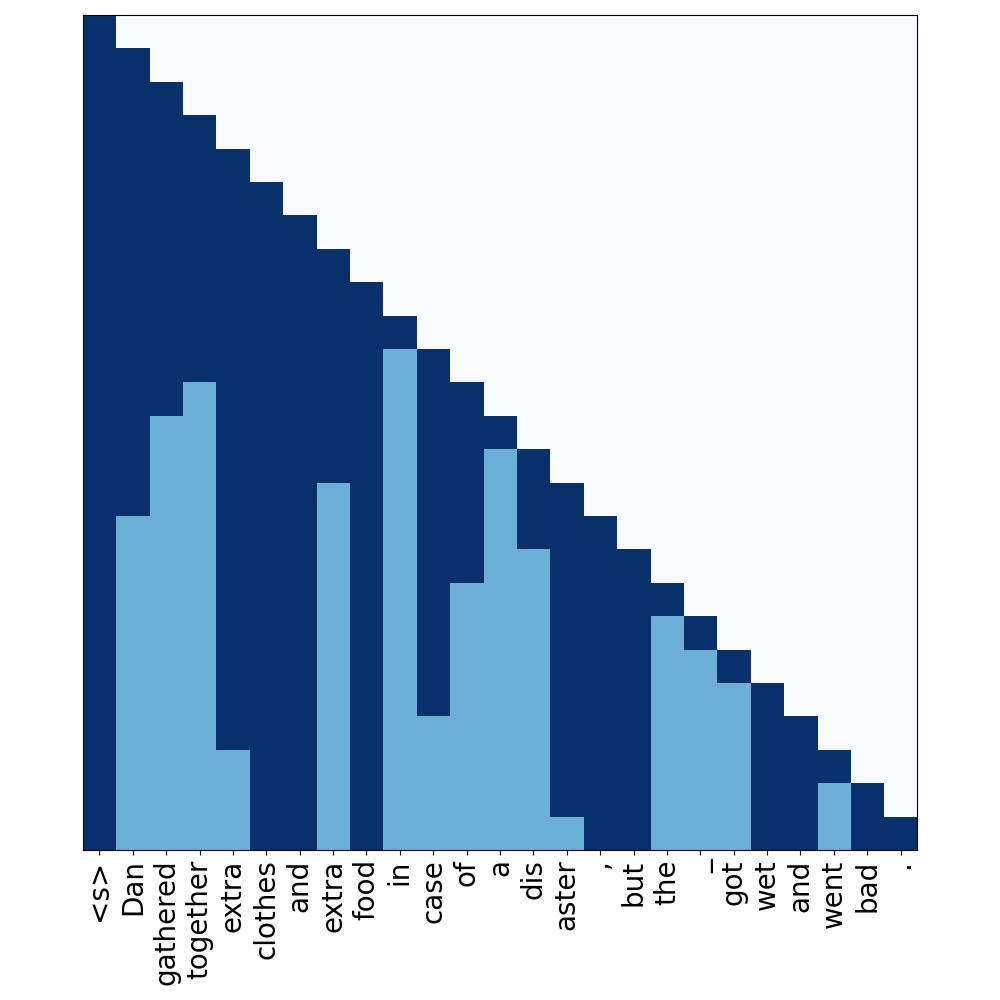 <s> Dan gathered together extra clothes and extra food in case of a dis aster , but the _ got wet and went bad .